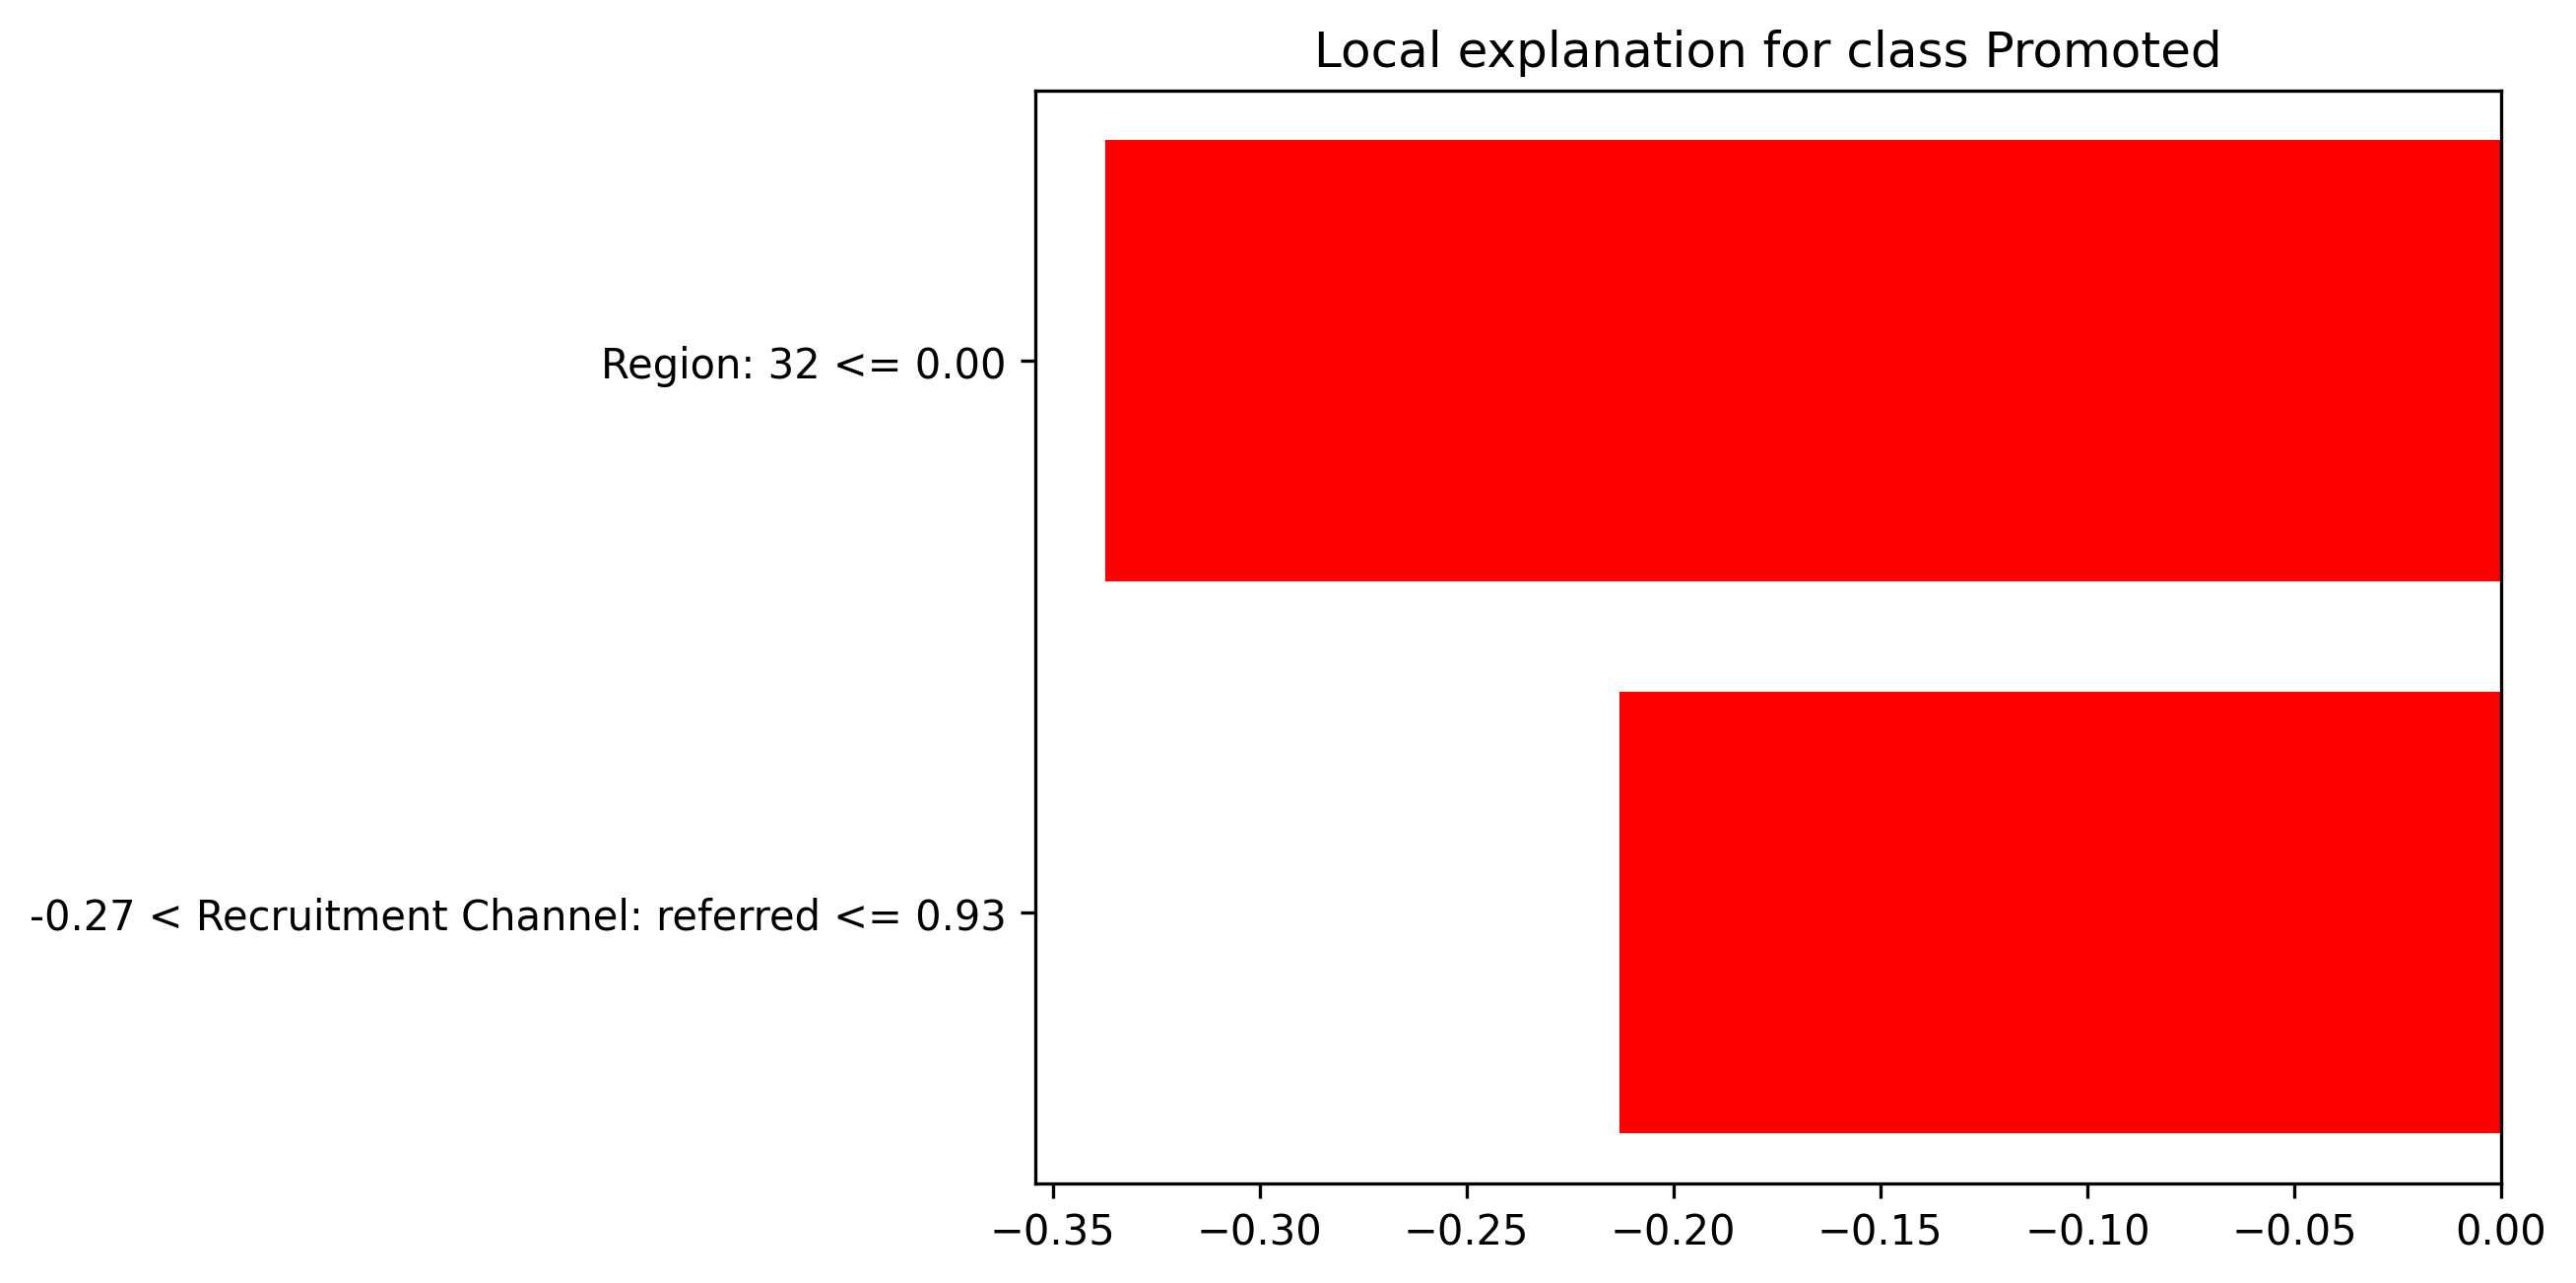 Local explanation for class Promoted
Region: 32 <= 0.00
-0.27 < Recruitment Channel: referred <= 0.93
−0.35 −0.30 −0.25 −0.20 −0.15 −0.10 −0.05 0.00